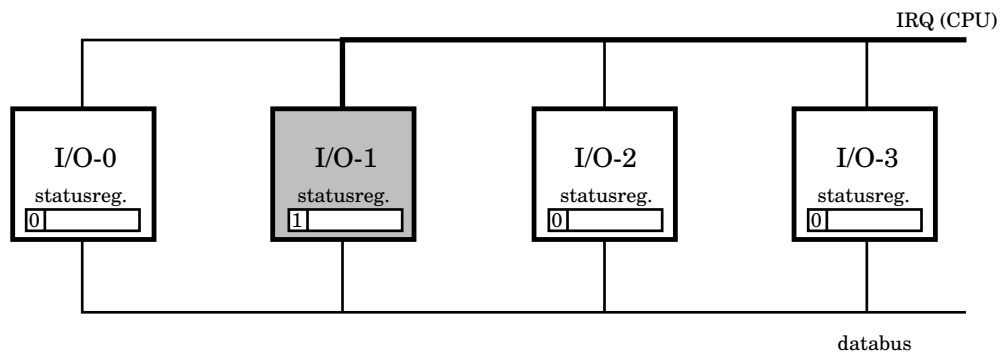 IRQ (CPU)
I/O-0
I/O-1
I/O-2
I/O-3
statusreg.
statusreg.
statusreg.
statusreg.
0
1
0
0
databus